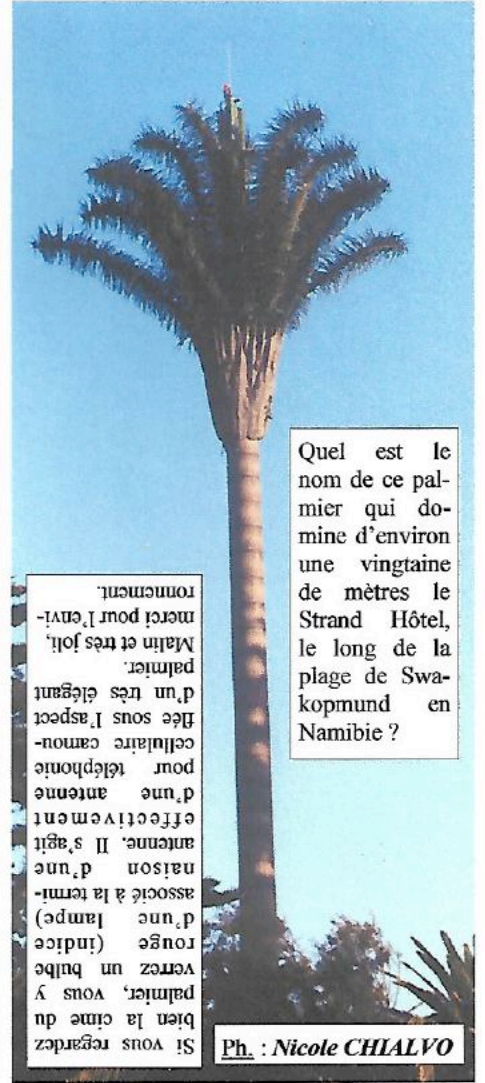 Quel est le
nom de ce pal-
mier qui do-
mine d'environ
une vingtaine
de mètres le
Strand Hôtel,
le long de la
plage de Swa-
kopmund en
Namibie ?
Si vous regardez
bien la cime du
palmier, vous y
verrez un bulbe
rouge (indice
d'une lampe)
associé à la termi-
naison d'une
antenne. Il s'agit
effectivement
d'une antenne
pour téléphonie
cellulaire camou-
flée sous l'aspect
d'un très élégant
palmier.
Malin et très joli,
merci pour l'envi-
ronnement.
Ph. : Nicole CHIALVO